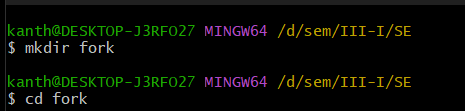 kanth@DESKTOP-J3RFO27 MINGW64 /d/sem/III-I/SE
$ mkdir fork
kanth@DESKTOP-J3RFO27 MINGW64 /d/sem/III-I/SE
$ cd fork